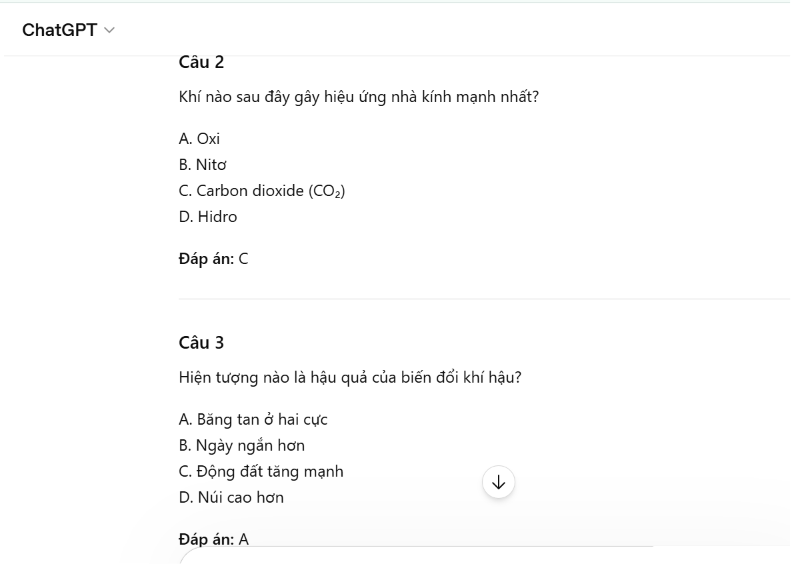 ChatGPT
Câu 2
Khí nào sau đây gây hiệu ứng nhà kính mạnh nhất?
A. Oxi
B. Nitơ
C. Carbon dioxide (CO₂)
D. Hidro
Đáp án: C
Câu 3
Hiện tượng nào là hậu quả của biến đổi khí hậu?
A. Băng tan ở hai cực
B. Ngày ngắn hơn
C. Động đất tăng mạnh
D. Núi cao hơn
Đáp án: A